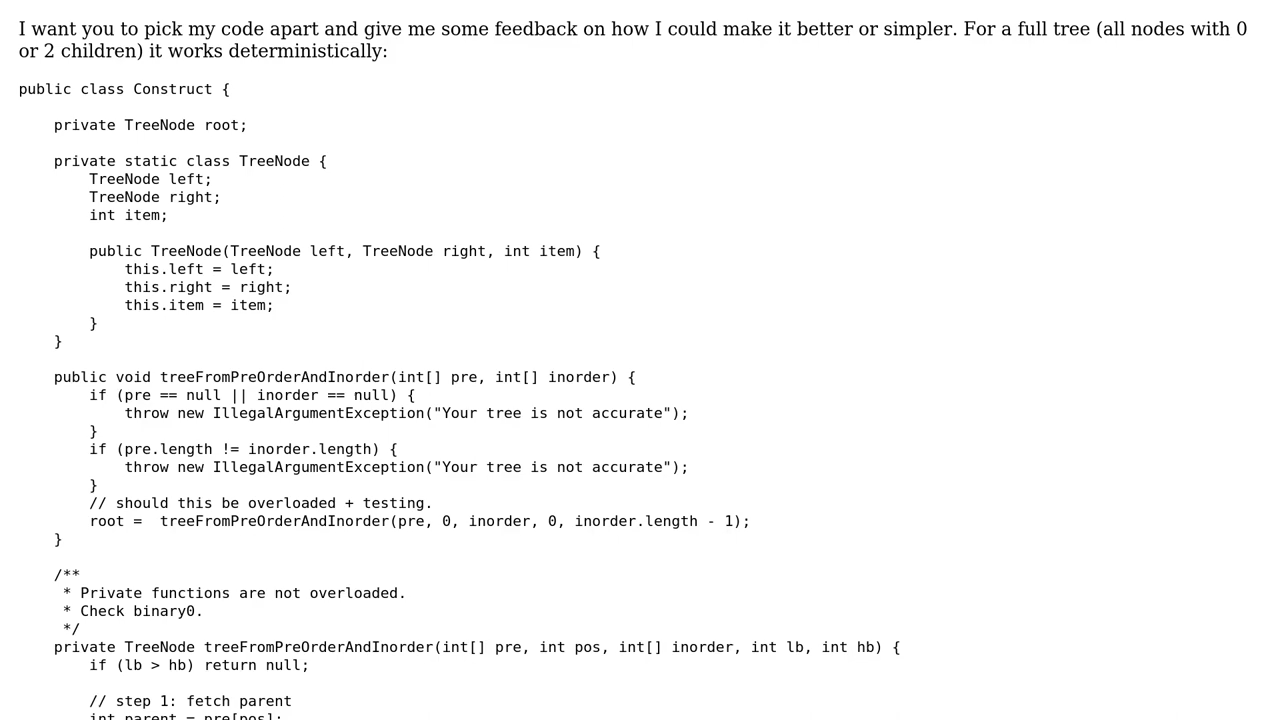 I want you to pick my code apart and give me some feedback on how I could make it better or simpler. For a full tree (all nodes with 0
or 2 children) it works deterministically:
public class Construct {
    private TreeNode root;
    private static class TreeNode {
        TreeNode left;
        TreeNode right;
        int item;
        public TreeNode(TreeNode left, TreeNode right, int item) {
            this.left = left;
            this.right = right;
            this.item = item;
        }
    }
    public void treeFromPreOrderAndInorder(int[] pre, int[] inorder) {
        if (pre == null || inorder == null) {
            throw new IllegalArgumentException("Your tree is not accurate");
        }
        if (pre.length != inorder.length) {
            throw new IllegalArgumentException("Your tree is not accurate");
        }
        // should this be overloaded + testing.
        root =  treeFromPreOrderAndInorder(pre, 0, inorder, 0, inorder.length - 1);
    }
    /**
     * Private functions are not overloaded.
     * Check binary0.
     */
    private TreeNode treeFromPreOrderAndInorder(int[] pre, int pos, int[] inorder, int lb, int hb) {
        if (lb > hb) return null;
        // step 1: fetch parent
        int parent = pre[pos];